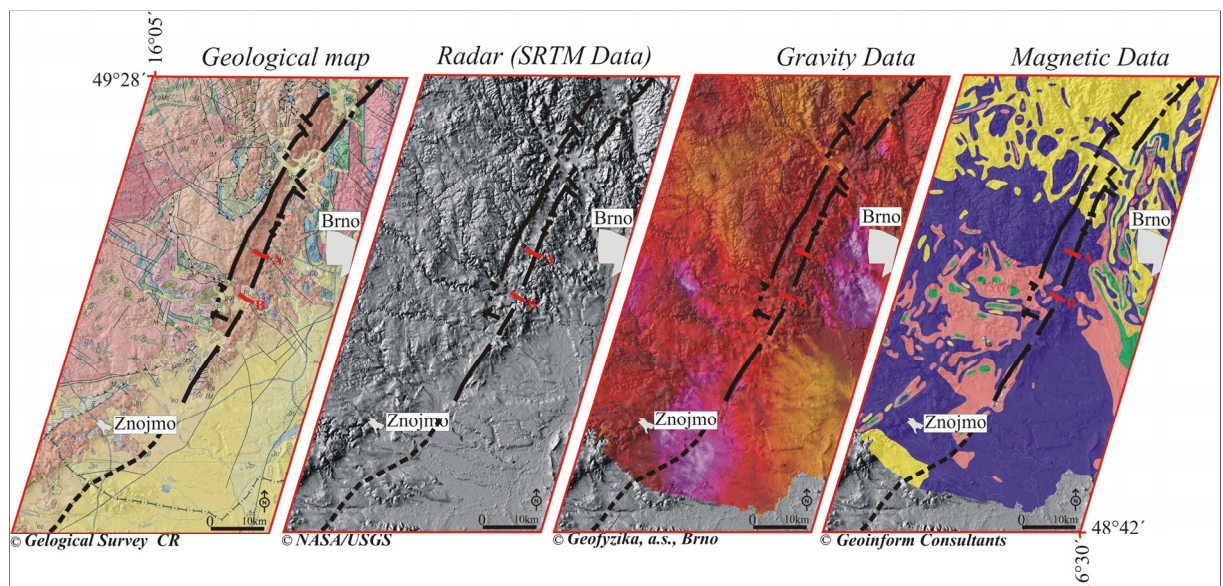 16°05´
49°28´
Geological map
Radar (SRTM Data)
Gravity Data
Magnetic Data
Brno
Brno
Brno
Brno
A
A
A
B
B
B
B
Znojmo
Znojmo
Znojmo
Znojmo
N
N
N
N
0 10km
0 10km
0 10km
0 10km
48°42´
© Gelogical Survey CR
© NASA/USGS
© Geofyzika, a.s., Brno
© Geoinform Consultants
6°30´